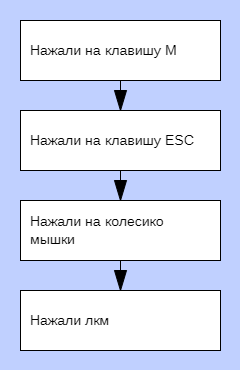 Нажали на клавишу М
Нажали на клавишу ESC
Нажали на колесико
мышки
Нажали лкм